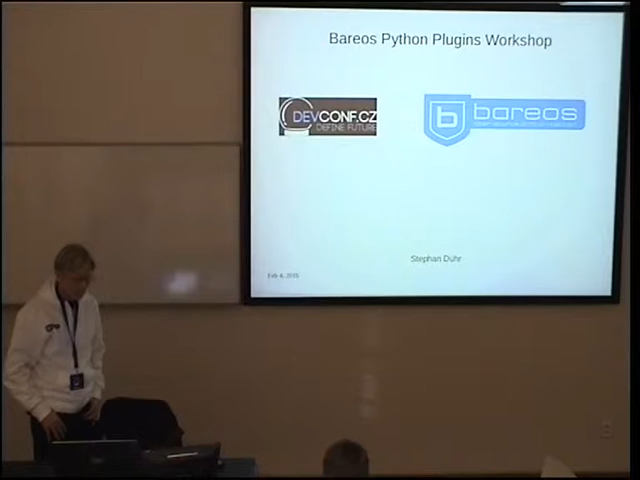 Bareos Python Plugins Workshop
DEVCONF.CZ
DEFINE FUTURE
b bareos
Stephan Dühr
Feb 6, 2015